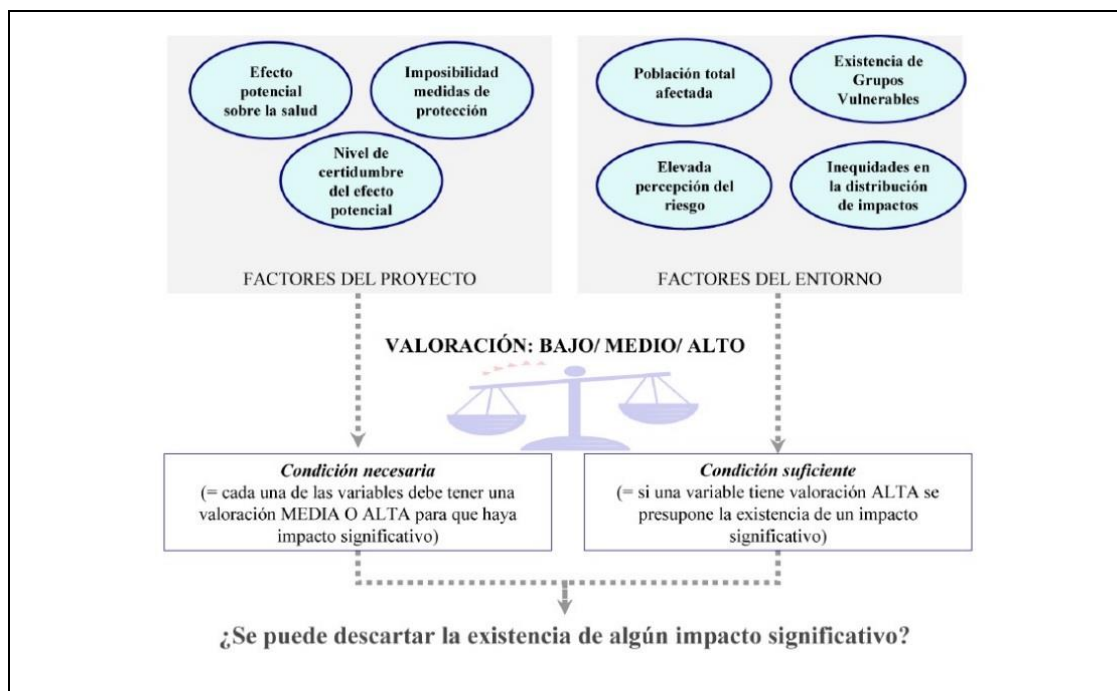 Efecto
potencial
sobre la salud
Imposibilidad
medidas de
protección
Nivel de
certidumbre
del efecto
potencial
FACTORES DEL PROYECTO
Población total
afectada
Existencia de
Grupos
Vulnerables
Elevada
percepción del
riesgo
Inequidades en
la distribución
de impactos
FACTORES DEL ENTORNO
VALORACIÓN: BAJO/ MEDIO/ ALTO
Condición necesaria
(= cada una de las variables debe tener una
valoración MEDIA O ALTA para que haya
impacto significativo)
Condición suficiente
(= si una variable tiene valoración ALTA se
presupone la existencia de un impacto
significativo)
¿Se puede descartar la existencia de algún impacto significativo?